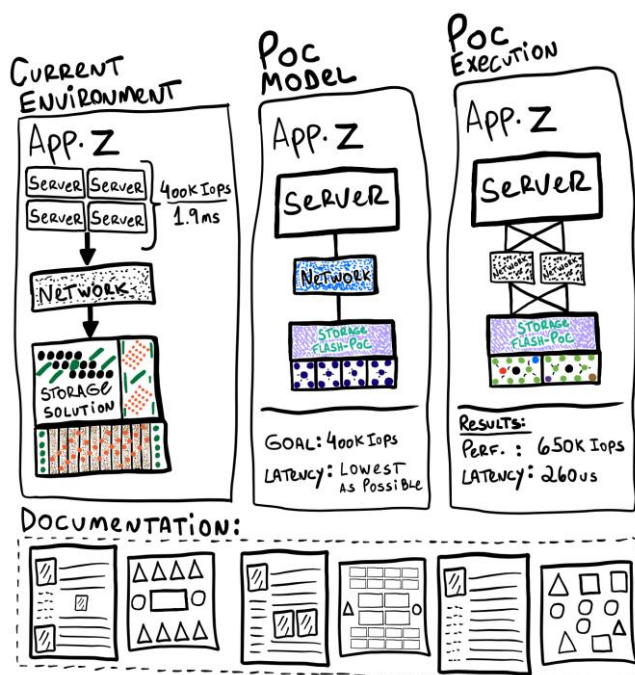 CURRENT
ENVIRONMENT
App. Z
SERVER SERVER
SERVER SERVER
400K Iops
1.9ms
NETWORK
STORAGE
SOLUTION
PoC
MODEL
App. Z
SERVER
NETWORK
STORAGE
FLASH-PoC
GOAL: 400K Iops
LATENCY: LOWEST
AS POSSIBLE
PoC
EXECUTION
App. Z
SERVER
NETWORK NETWORK
STORAGE
FLASH-PoC
RESULTS:
PERF. : 650K Iops
LATENCY: 260us
DOCUMENTATION: